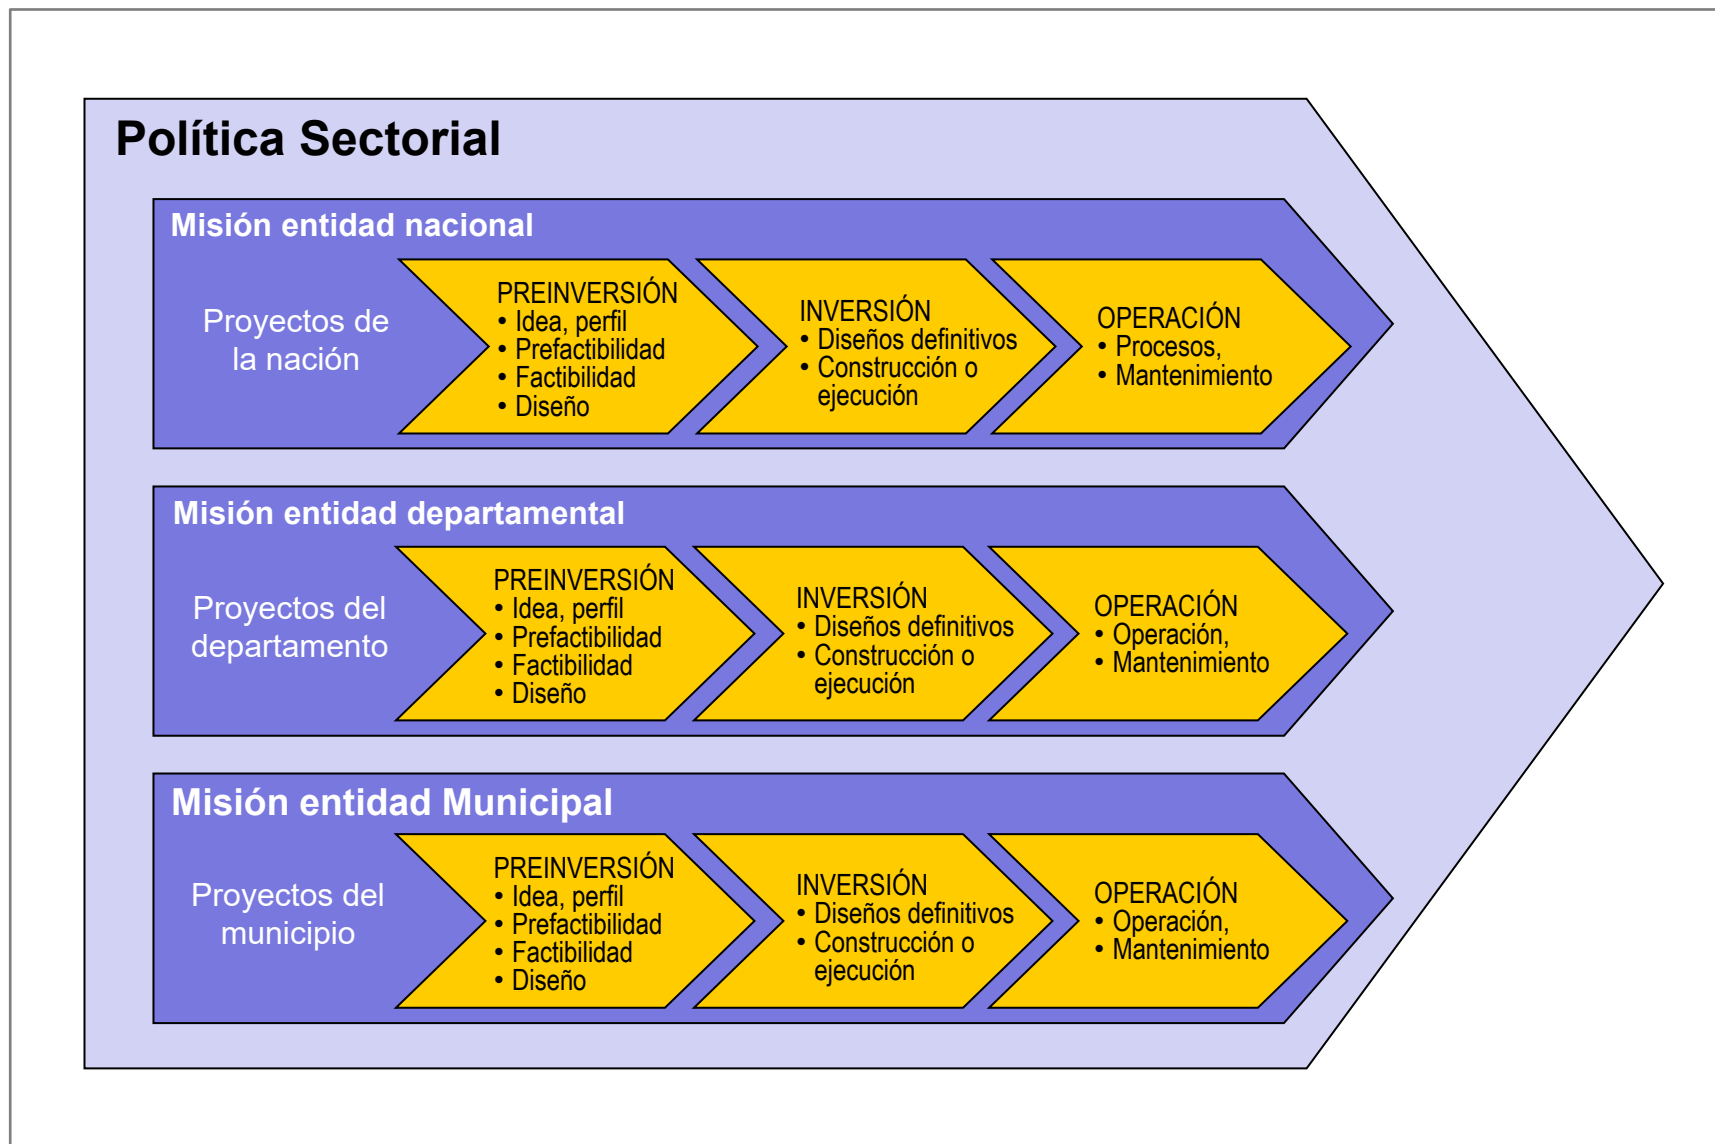 Política Sectorial
Misión entidad nacional
Proyectos de
la nación
PREINVERSIÓN
• Idea, perfil
• Prefactibilidad
• Factibilidad
• Diseño
INVERSIÓN
• Diseños definitivos
• Construcción o
ejecución
OPERACIÓN
• Procesos,
• Mantenimiento
Misión entidad departamental
Proyectos del
departamento
PREINVERSIÓN
• Idea, perfil
• Prefactibilidad
• Factibilidad
• Diseño
INVERSIÓN
• Diseños definitivos
• Construcción o
ejecución
OPERACIÓN
• Operación,
• Mantenimiento
Misión entidad Municipal
Proyectos del
municipio
PREINVERSIÓN
• Idea, perfil
• Prefactibilidad
• Factibilidad
• Diseño
INVERSIÓN
• Diseños definitivos
• Construcción o
ejecución
OPERACIÓN
• Operación,
• Mantenimiento